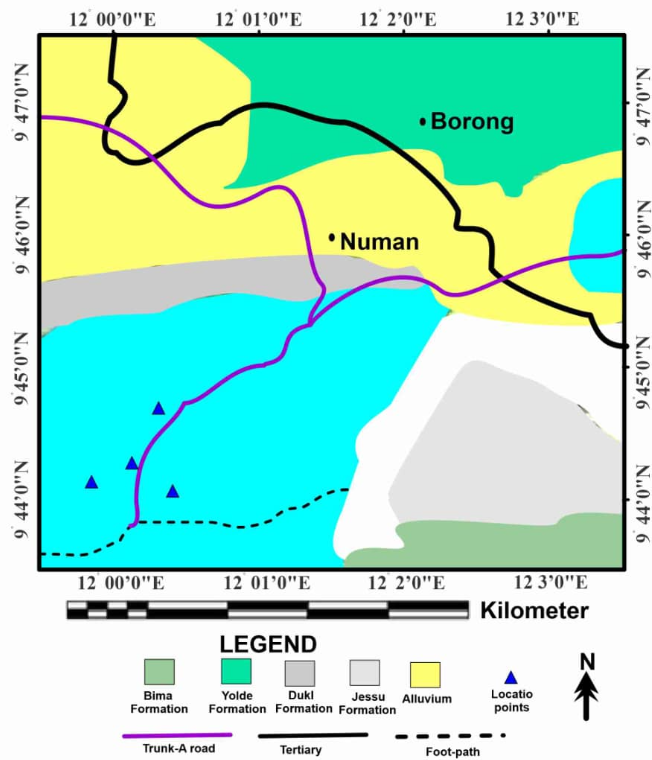 12°00'0"E 12°01'0"E 12°2'0"E 12 3'0"E
9°47'0"N 9°47'0"N
Borong
Numan
9°46'0"N 9°46'0"N
9°45'0"N 9°45'0"N
9°44'0"N 9°44'0"N
12°00'0"E 12°01'0"E 12°2'0"E 12 3'0"E
Kilometer
LEGEND
N
Bima
Formation
Yolde
Formation
Dukl
Formation
Jessu
Formation
Alluvium
Locatio
points
Trunk-A road
Tertiary
Foot-path